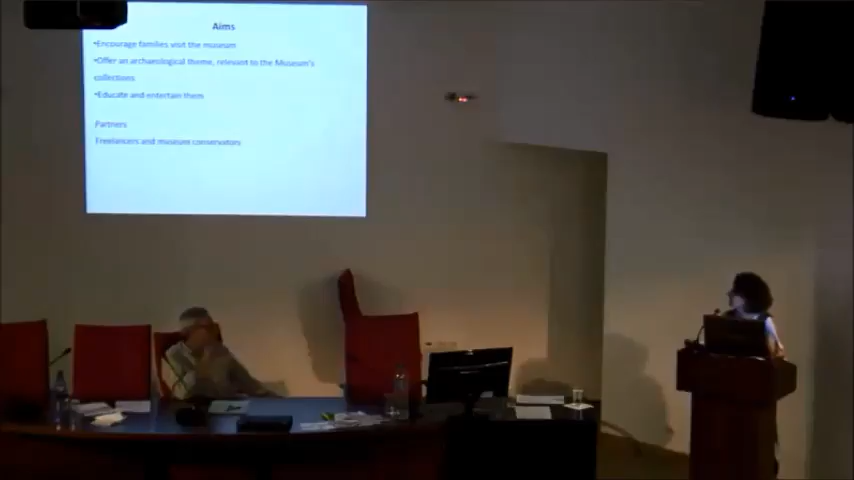 Aims
•Encourage families visit the museum
•Offer an archaeological theme, relevant to the Museum's
collections
•Educate and entertain them
Partners
Freelancers and museum conservators